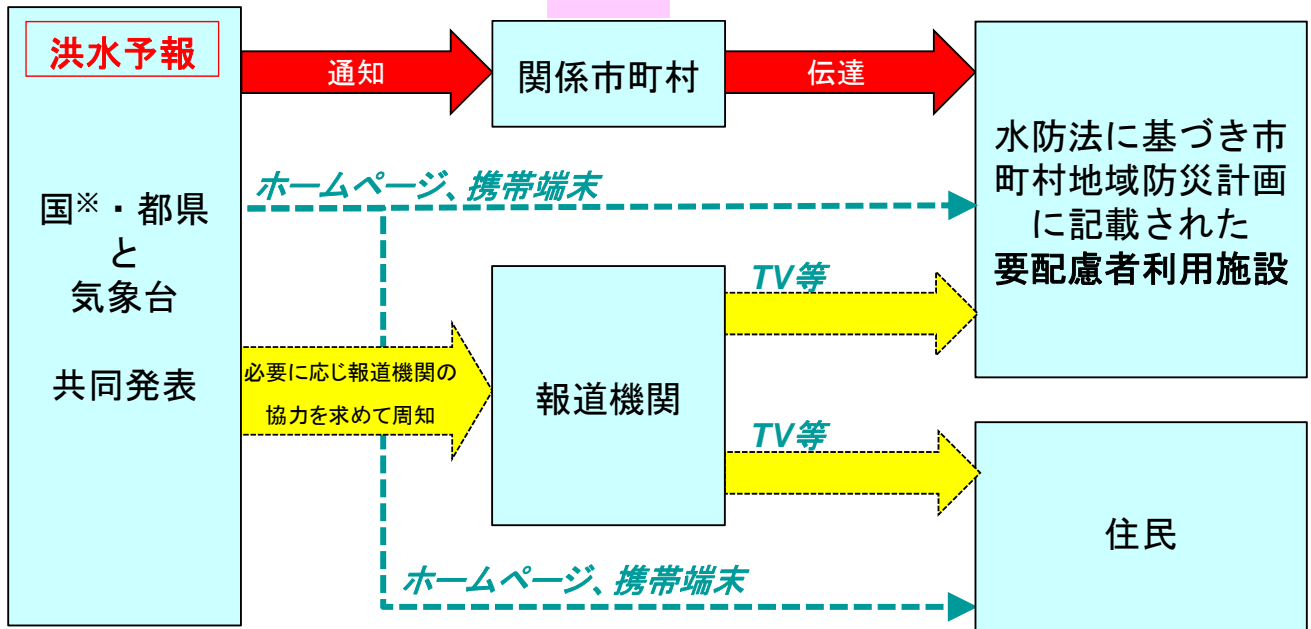 洪水予報
国※・都県
と
気象台
共同発表
通知
関係市町村
伝達
水防法に基づき市
町村地域防災計画
に記載された
要配慮者利用施設
ホームページ、携帯端末
必要に応じ報道機関の
協力を求めて周知
報道機関
TV等
TV等
住民
ホームページ、携帯端末